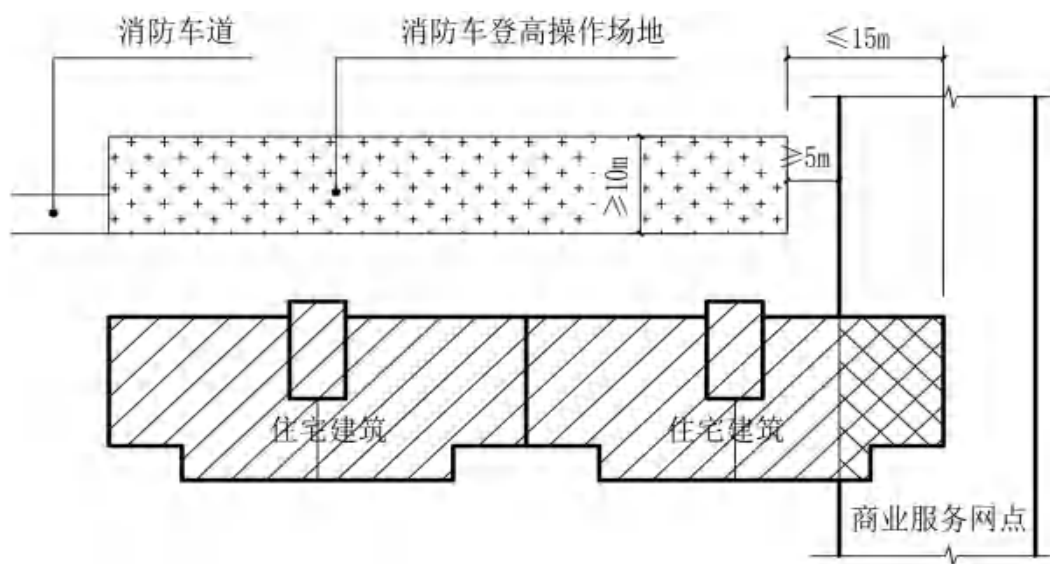 消防车道
消防车登高操作场地
≤15m
≥5m
≥10m
住宅建筑
住宅建筑
商业服务网点